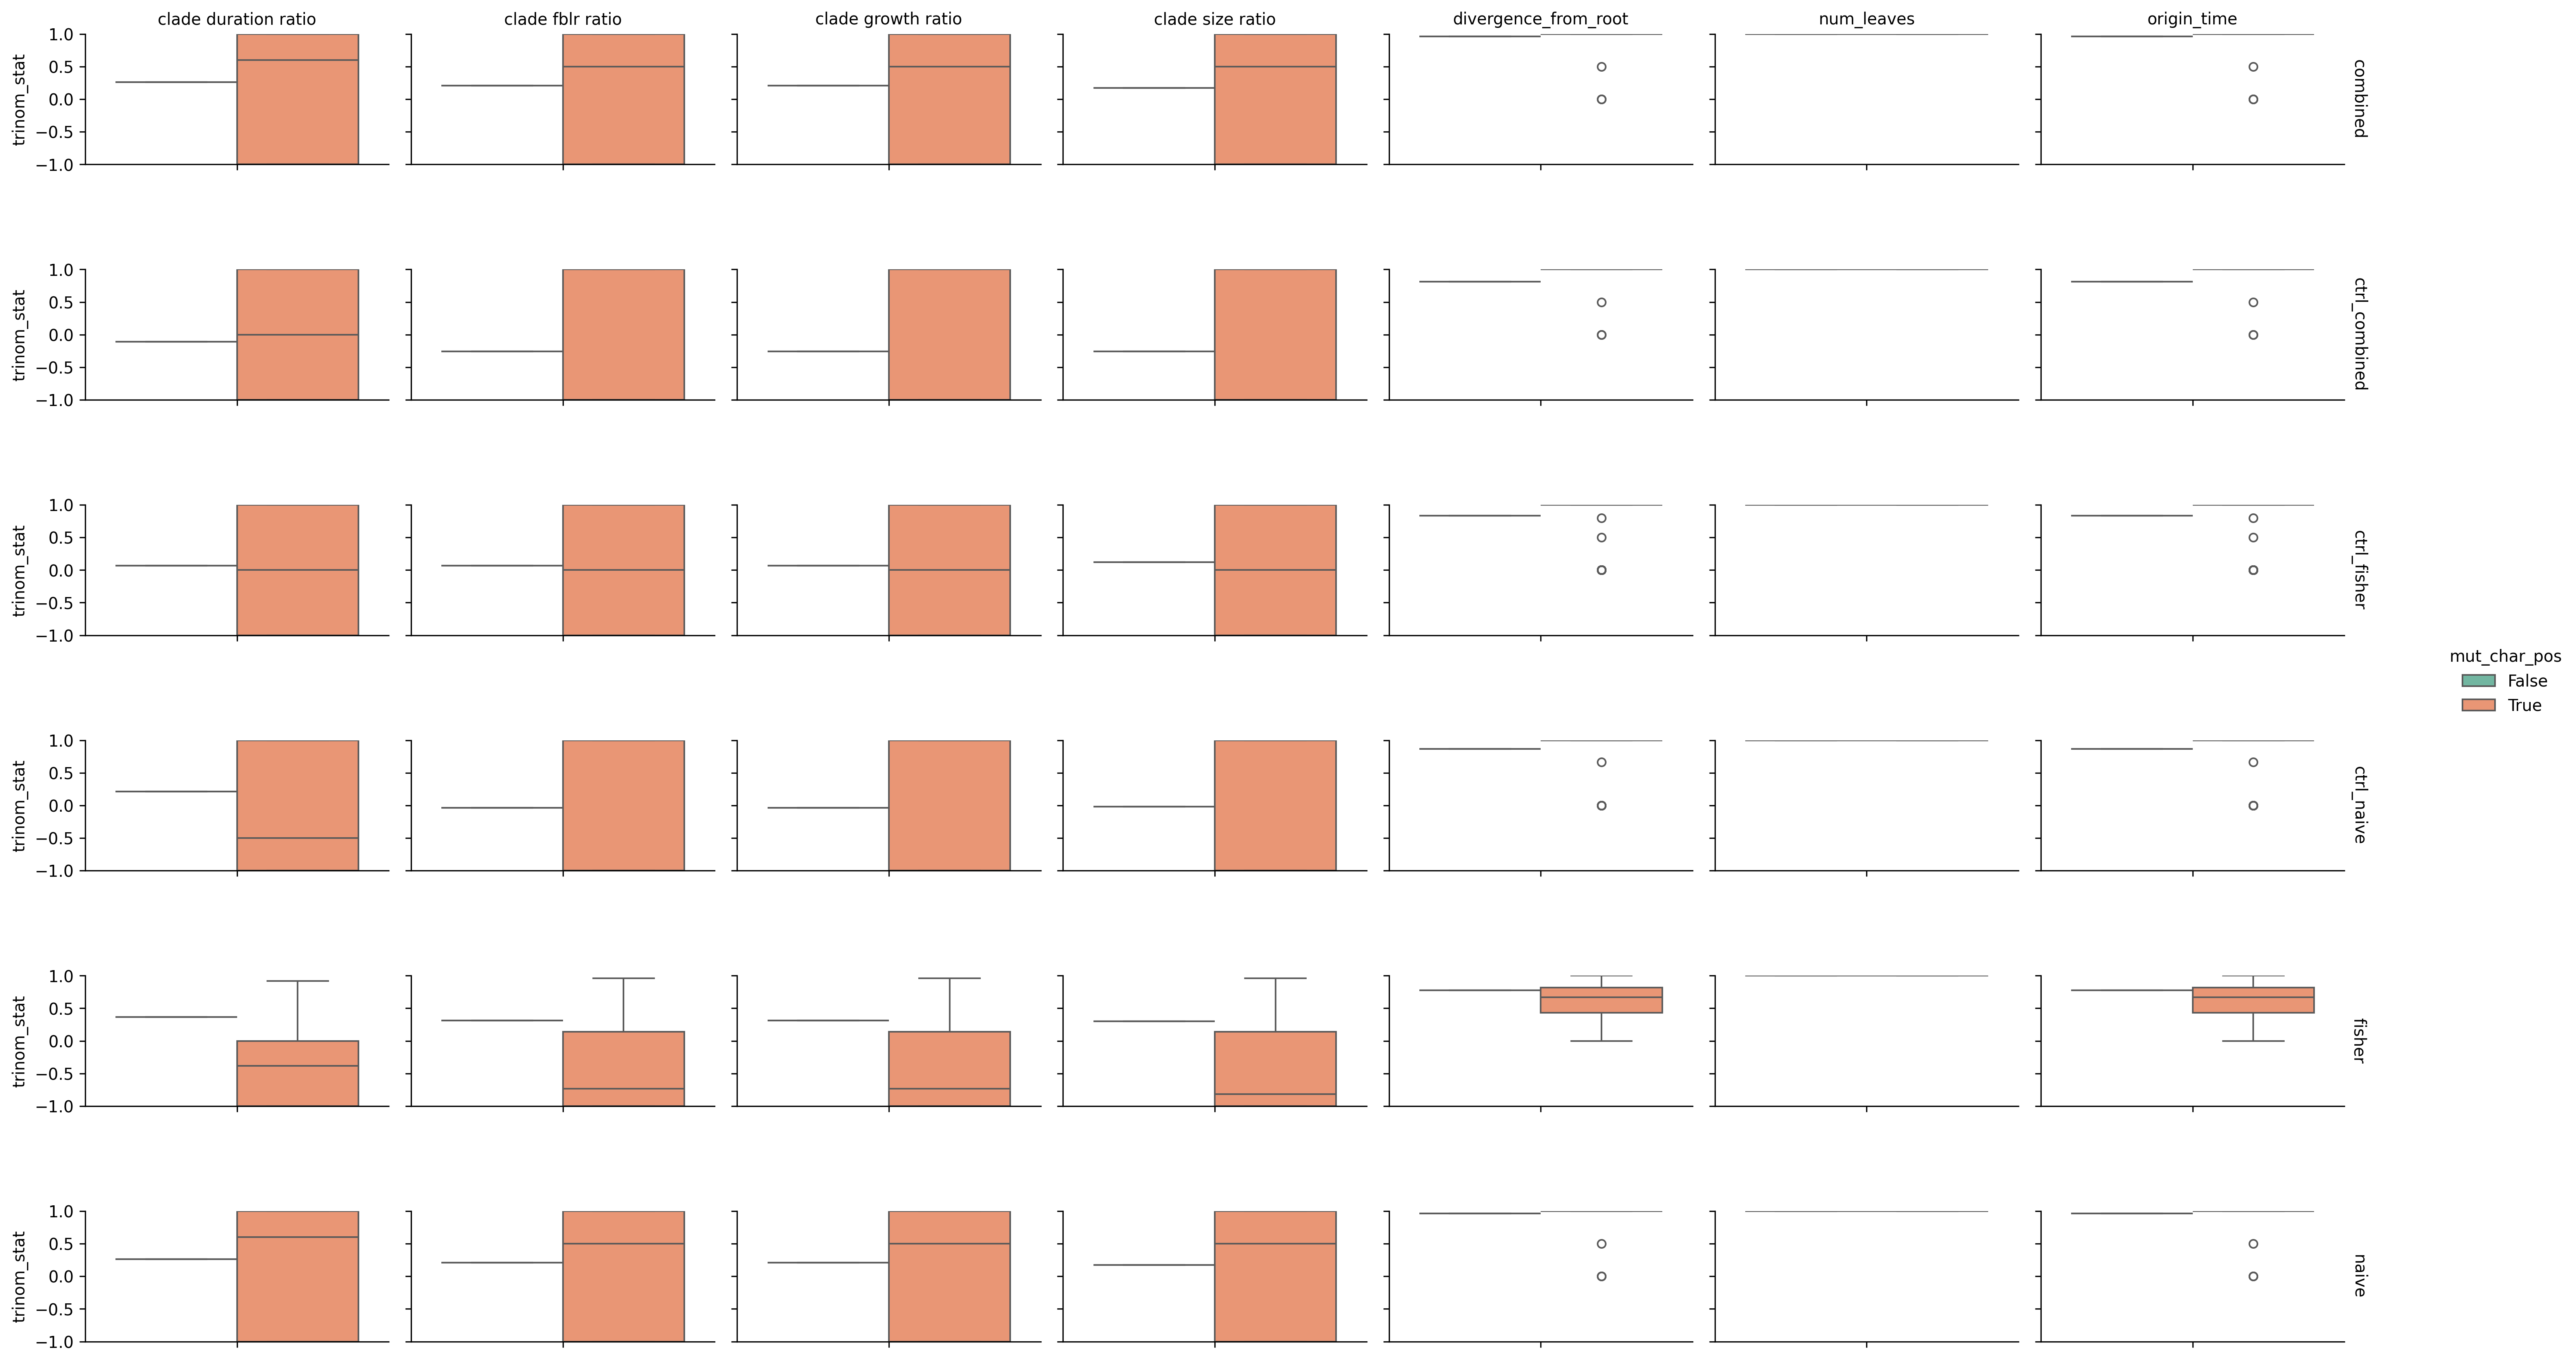 clade duration ratio
clade fblr ratio
clade growth ratio
clade size ratio
divergence_from_root
num_leaves
origin_time
trinom_stat
1.0
0.5
0.0
−0.5
−1.0
combined
trinom_stat
1.0
0.5
0.0
−0.5
−1.0
ctrl_combined
trinom_stat
1.0
0.5
0.0
−0.5
−1.0
ctrl_fisher
mut_char_pos
False
True
trinom_stat
1.0
0.5
0.0
−0.5
−1.0
ctrl_naive
trinom_stat
1.0
0.5
0.0
−0.5
−1.0
fisher
trinom_stat
1.0
0.5
0.0
−0.5
−1.0
naive